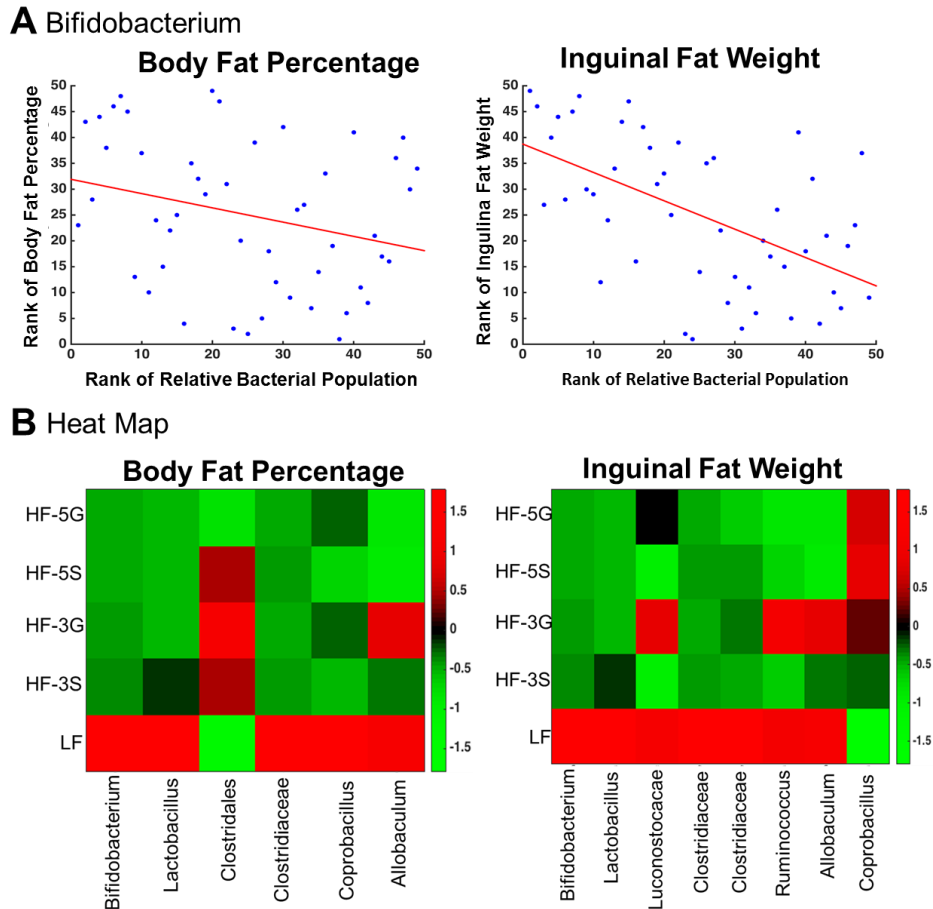 A Bifidobacterium
Body Fat Percentage
Rank of Body Fat Percentage
50
45
40
35
30
25
20
15
10
5
0
0 10 20 30 40 50
Rank of Relative Bacterial Population
Inguinal Fat Weight
Rank of Ingulina Fat Weight
50
45
40
35
30
25
20
15
10
5
0
0 10 20 30 40 50
Rank of Relative Bacterial Population
B Heat Map
Body Fat Percentage
HF-5G
HF-5S
HF-3G
HF-3S
LF
Bifidobacterium
Lactobacillus
Clostridales
Clostridiaceae
Coprobacillus
Allobaculum
1.5
1
0.5
0
-0.5
-1
-1.5
Inguinal Fat Weight
HF-5G
HF-5S
HF-3G
HF-3S
LF
Bifidobacterium
Lactobacillus
Luconostocacae
Clostridiaceae
Clostridiaceae
Ruminococcus
Allobaculum
Coprobacillus
1.5
1
0.5
0
-0.5
-1
-1.5